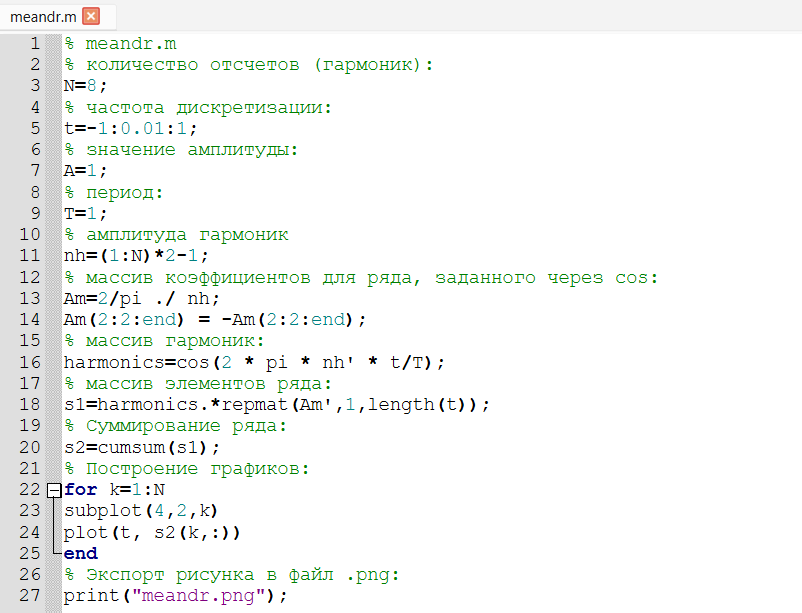 meandr.m
1 % meandr.m
2 % количество отсчетов (гармоник):
3 N=8;
4 % частота дискретизации:
5 t=-1:0.01:1;
6 % значение амплитуды:
7 A=1;
8 % период:
9 T=1;
10 % амплитуда гармоник
11 nh=(1:N)*2-1;
12 % массив коэффициентов для ряда, заданного через cos:
13 Am=2/pi ./ nh;
14 Am(2:2:end) = -Am(2:2:end);
15 % массив гармоник:
16 harmonics=cos(2 * pi * nh' * t/T);
17 % массив элементов ряда:
18 s1=harmonics.*repmat(Am',1,length(t));
19 % Суммирование ряда:
20 s2=cumsum(s1);
21 % Построение графиков:
22 for k=1:N
23 subplot(4,2,k)
24 plot(t, s2(k,:))
25 end
26 % Экспорт рисунка в файл .png:
27 print("meandr.png");